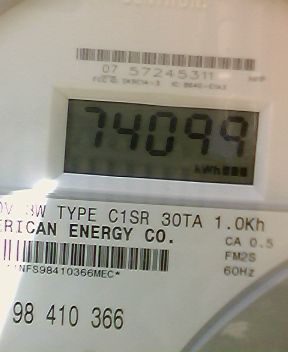 07 57245311
74099
kWh
0V 3W TYPE C1SR 30TA 1.0Kh
ERICAN ENERGY CO.
CA 0.5
FM2S
60Hz
NFS98410366MEC*
98 410 366